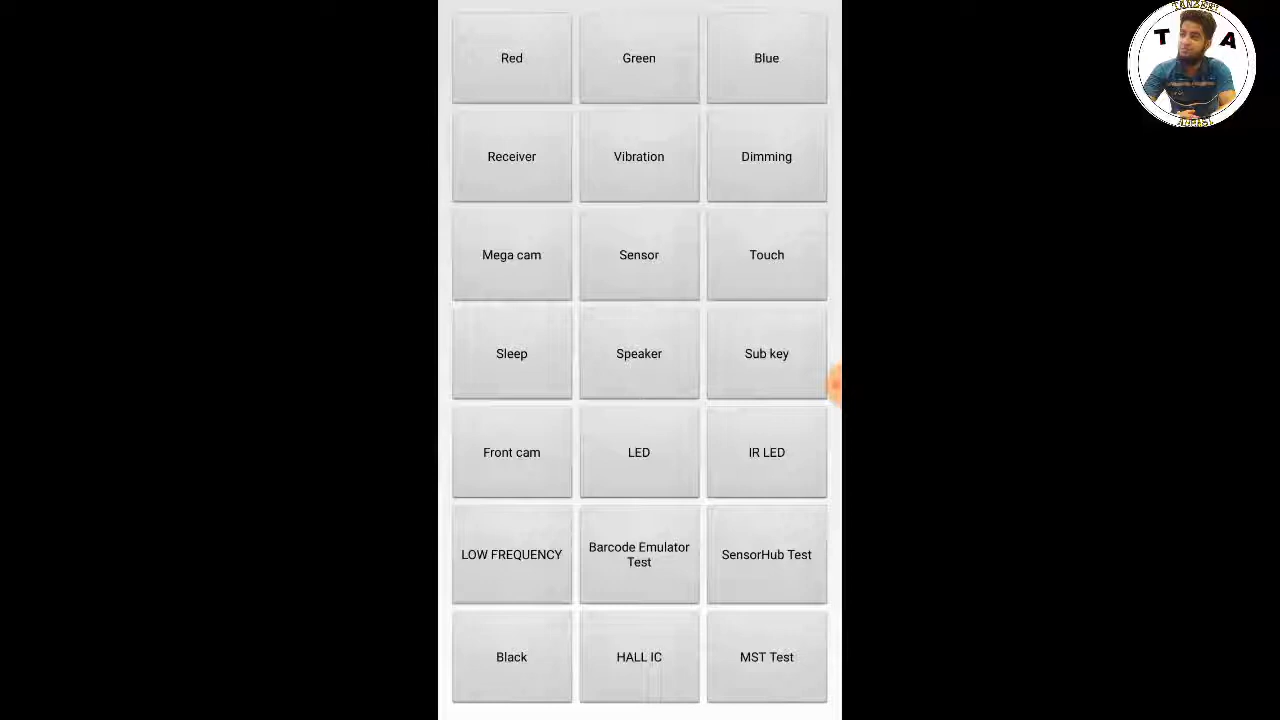 Red
Green
Blue
Receiver
Vibration
Dimming
Mega cam
Sensor
Touch
Sleep
Speaker
Sub key
Front cam
LED
IR LED
LOW FREQUENCY
Barcode Emulator
Test
SensorHub Test
Black
HALL IC
MST Test
T A